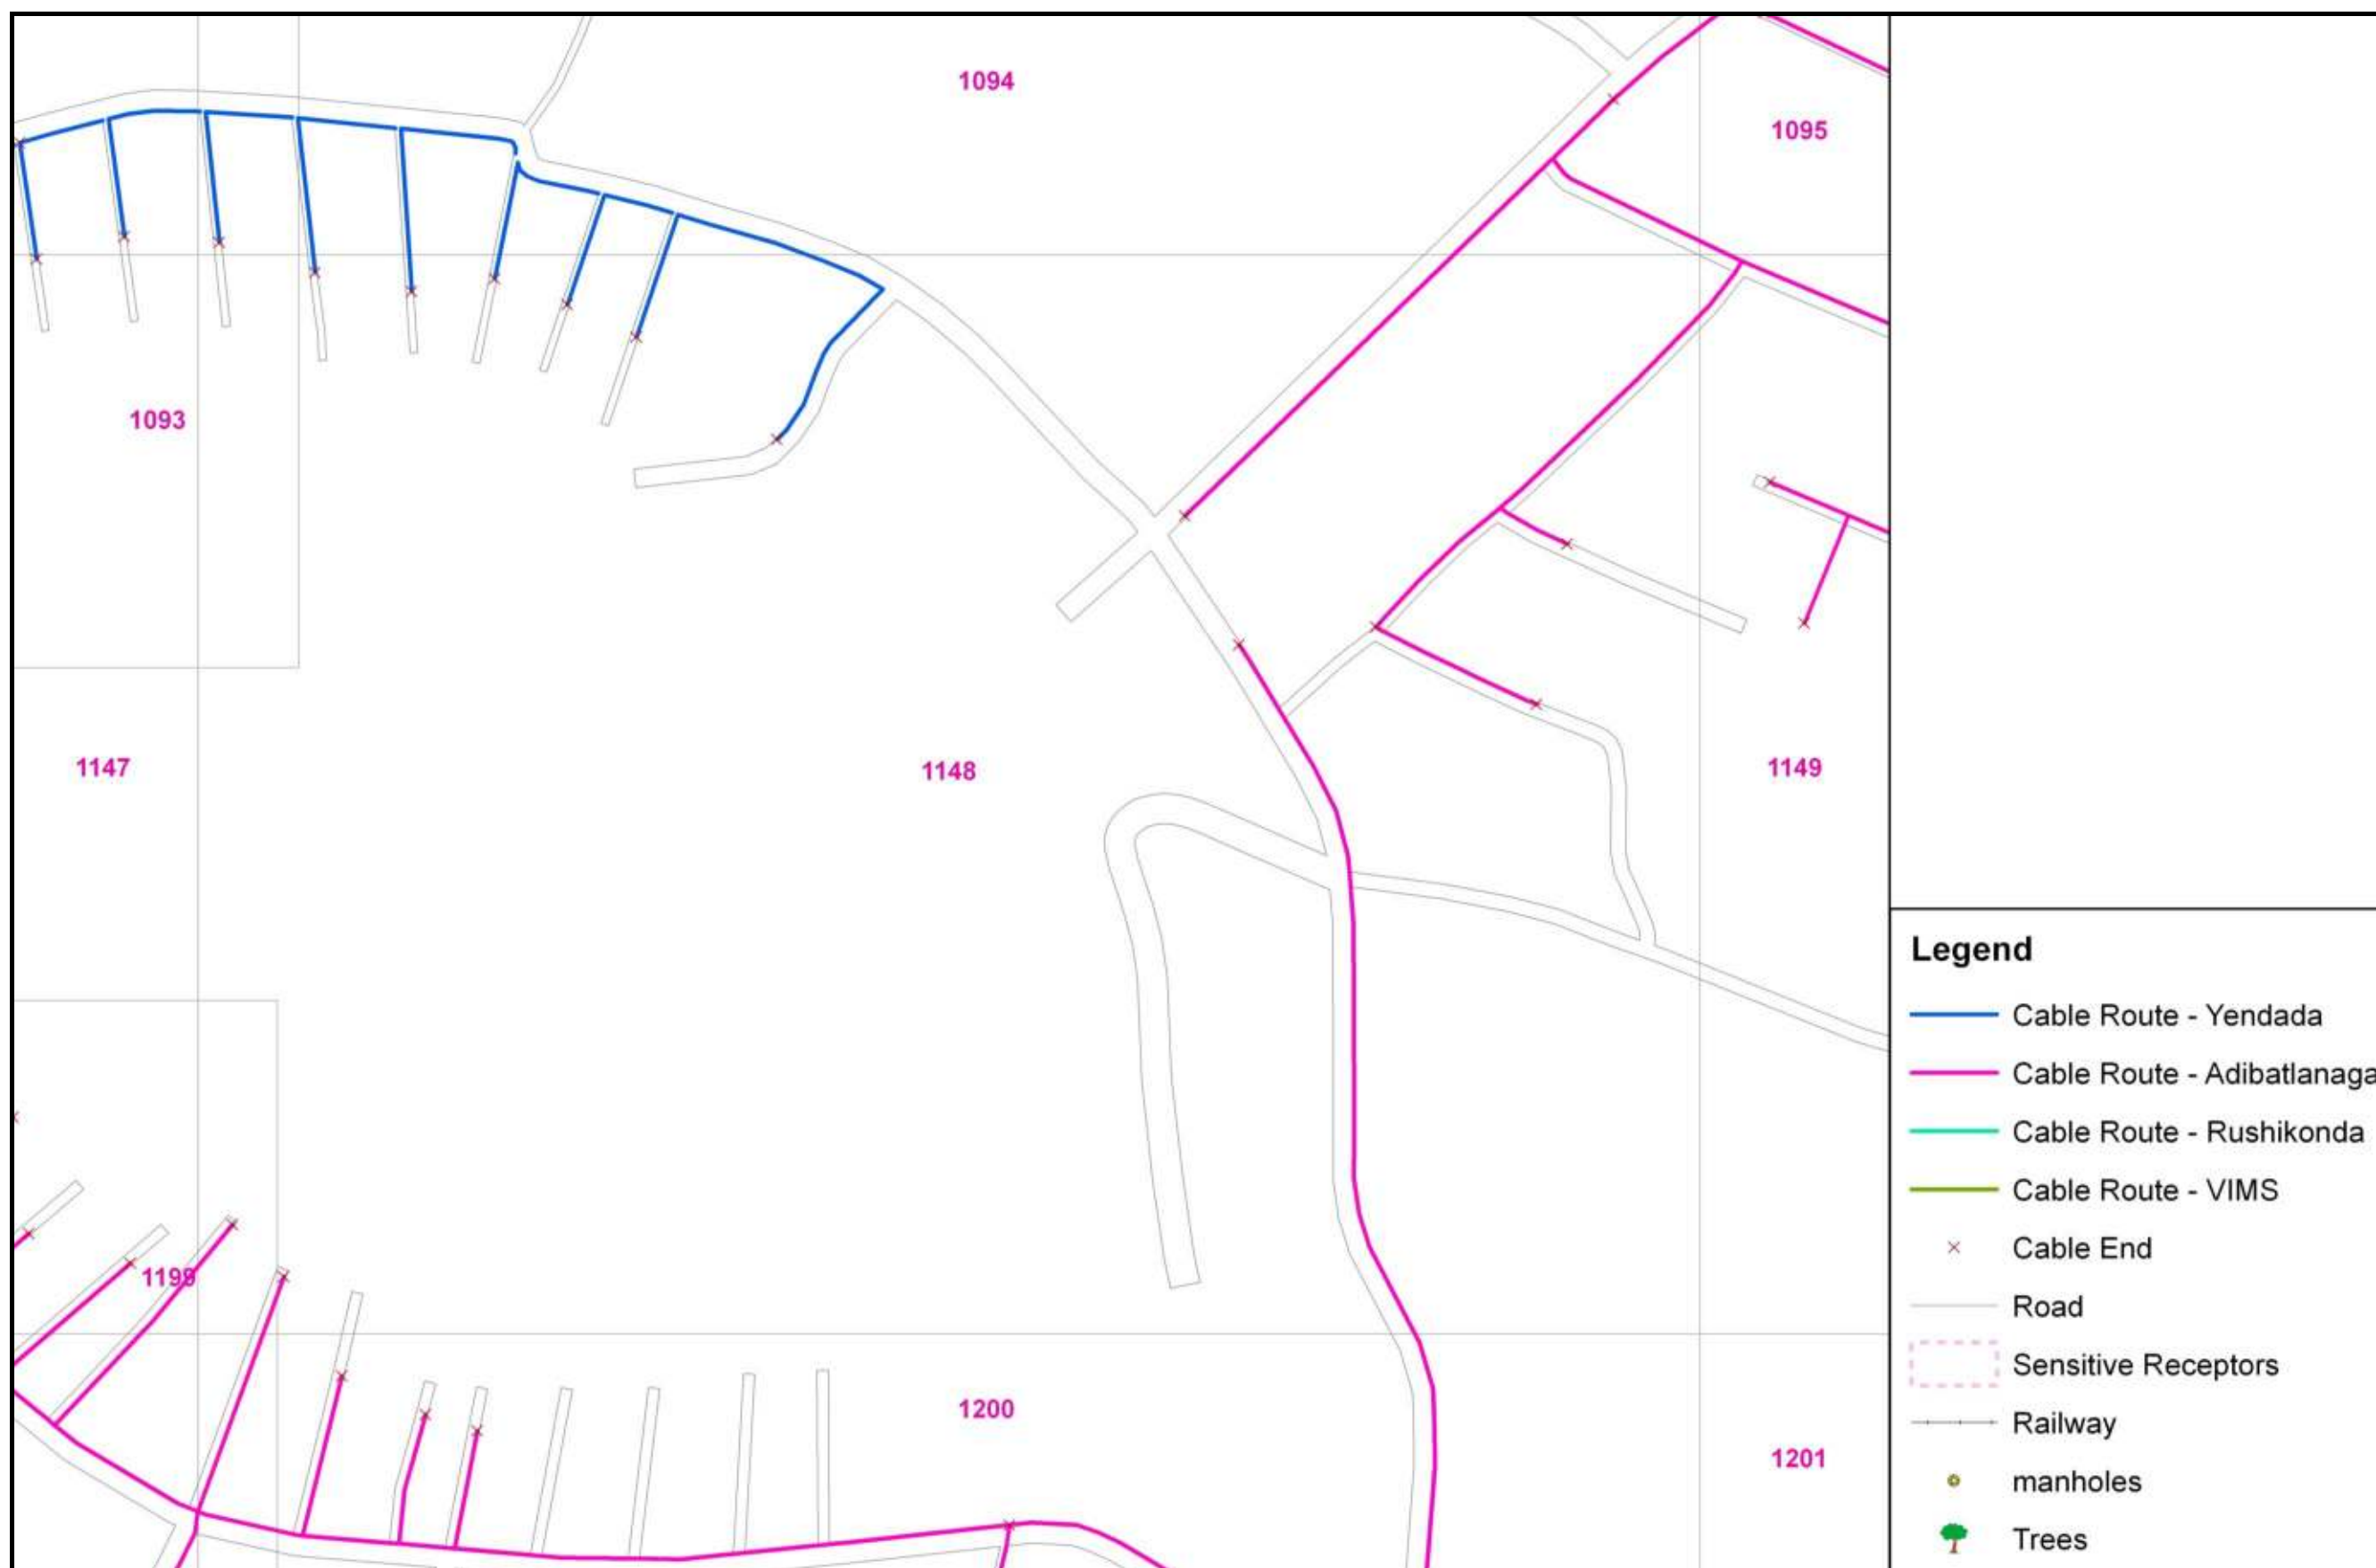 1094
1095
1093
1147
1148
1149
1199
1200
1201
Legend
Cable Route - Yendada
Cable Route - Adibatlanaga
Cable Route - Rushikonda
Cable Route - VIMS
Cable End
Road
Sensitive Receptors
Railway
manholes
Trees